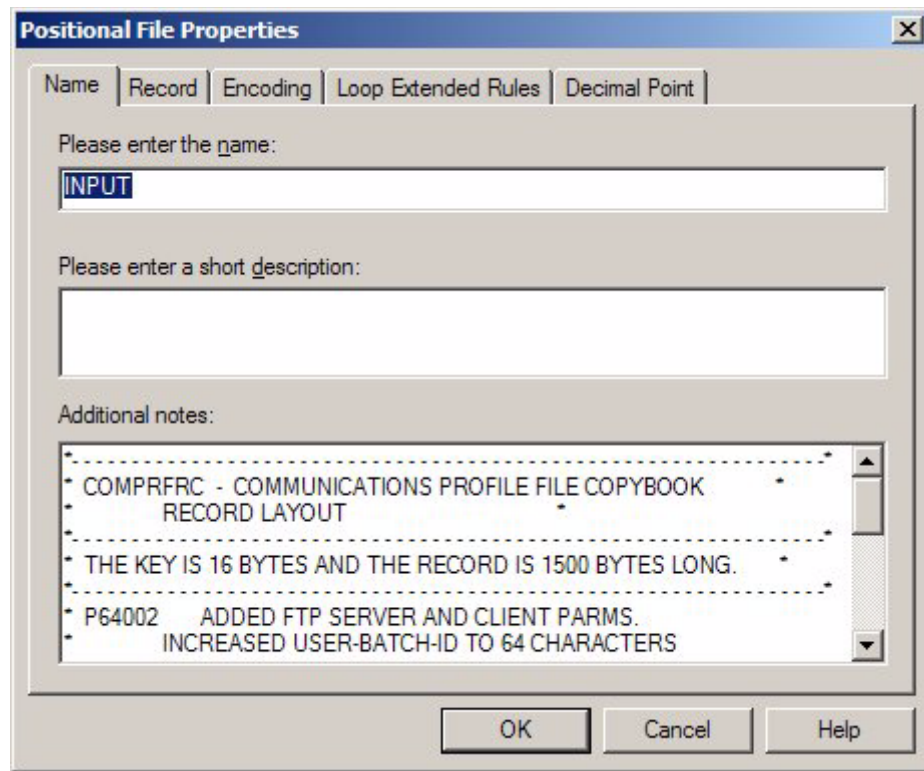 Positional File Properties
Name Record Encoding Loop Extended Rules Decimal Point
Please enter the name:
INPUT
Please enter a short description:
Additional notes:
*- - - - - - - - - - - - - - - - - - - - - - - - - - - - - - - - - - - - - - - - - - - - - - - - - - - - - - - - - - - - - - -*
* COMPRFRC - COMMUNICATIONS PROFILE FILE COPYBOOK *
* RECORD LAYOUT *
*- - - - - - - - - - - - - - - - - - - - - - - - - - - - - - - - - - - - - - - - - - - - - - - - - - - - - - - - - - - - - - -*
* THE KEY IS 16 BYTES AND THE RECORD IS 1500 BYTES LONG. *
*- - - - - - - - - - - - - - - - - - - - - - - - - - - - - - - - - - - - - - - - - - - - - - - - - - - - - - - - - - - - - - -*
* P64002 ADDED FTP SERVER AND CLIENT PARMS.
* INCREASED USER-BATCH-ID TO 64 CHARACTERS
OK Cancel Help